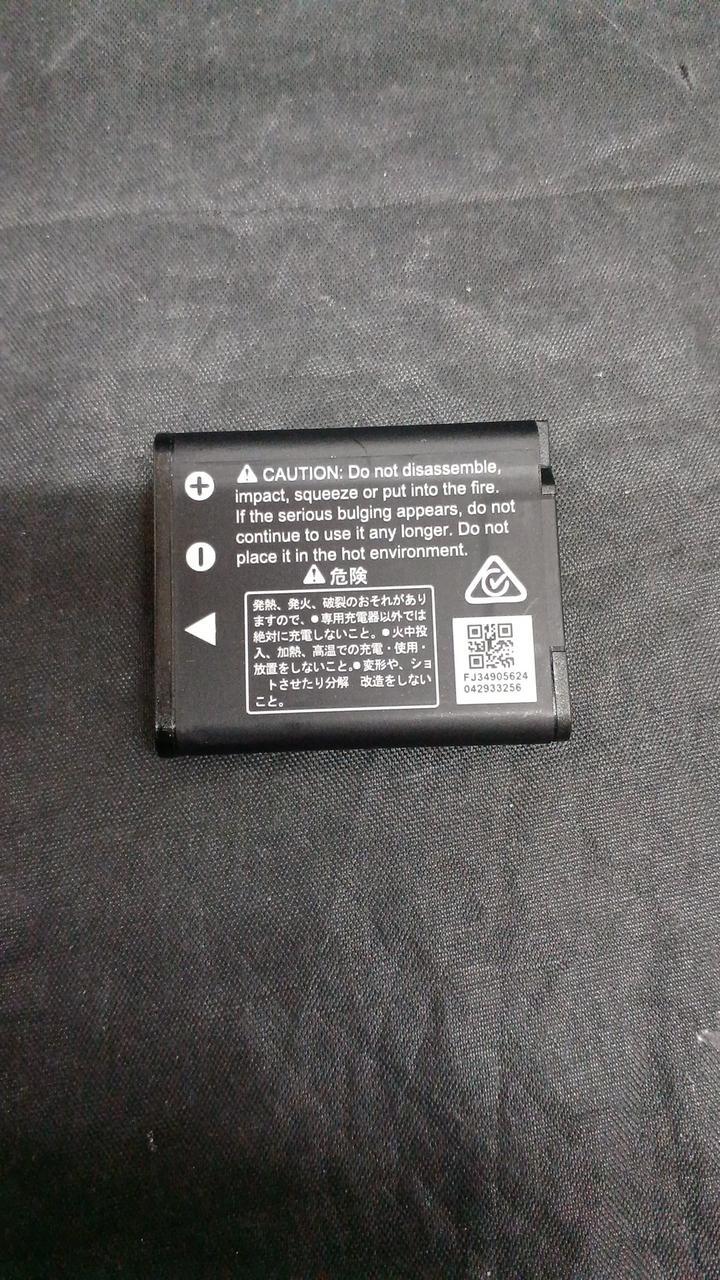 CAUTION: Do not disassemble,
impact, squeeze or put into the fire.
If the serious bulging appears, do not
continue to use it any longer. Do not
place it in the hot environment.
危険
発熱、発火、破裂のおそれがあり
ますので、●専用充電器以外では
絶対に充電しないこと。●火中投
入、加熱、高温での充電・使用・
放置をしないこと。●変形や、ショ
トさせたり分解 改造をしない
こと。
FJ34905624
042933256